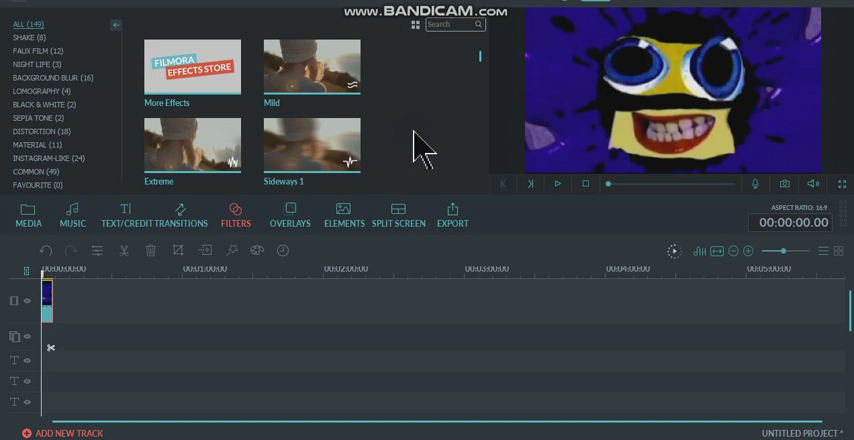 www.BANDICAM.com
ALL (149)
SHAKE (8)
FAUX FILM (12)
NIGHT LIFE (3)
BACKGROUND BLUR (16)
LOMOGRAPHY (4)
BLACK & WHITE (2)
SEPIA TONE (2)
DISTORTION (18)
MATERIAL (11)
INSTAGRAM-LIKE (24)
COMMON (49)
FAVOURITE (0)
Search
FILMORA
EFFECTS STORE
More Effects
Mild
Extreme
Sideways 1
MEDIA
MUSIC
TEXT/CREDIT
TRANSITIONS
FILTERS
OVERLAYS
ELEMENTS
SPLIT SCREEN
EXPORT
ASPECT RATIO: 16:9
00:00:00.00
00:00:00:00
00:01:00:00
00:02:00:00
00:03:00:00
00:04:00:00
00:05:00:00
ADD NEW TRACK
UNTITLED PROJECT *